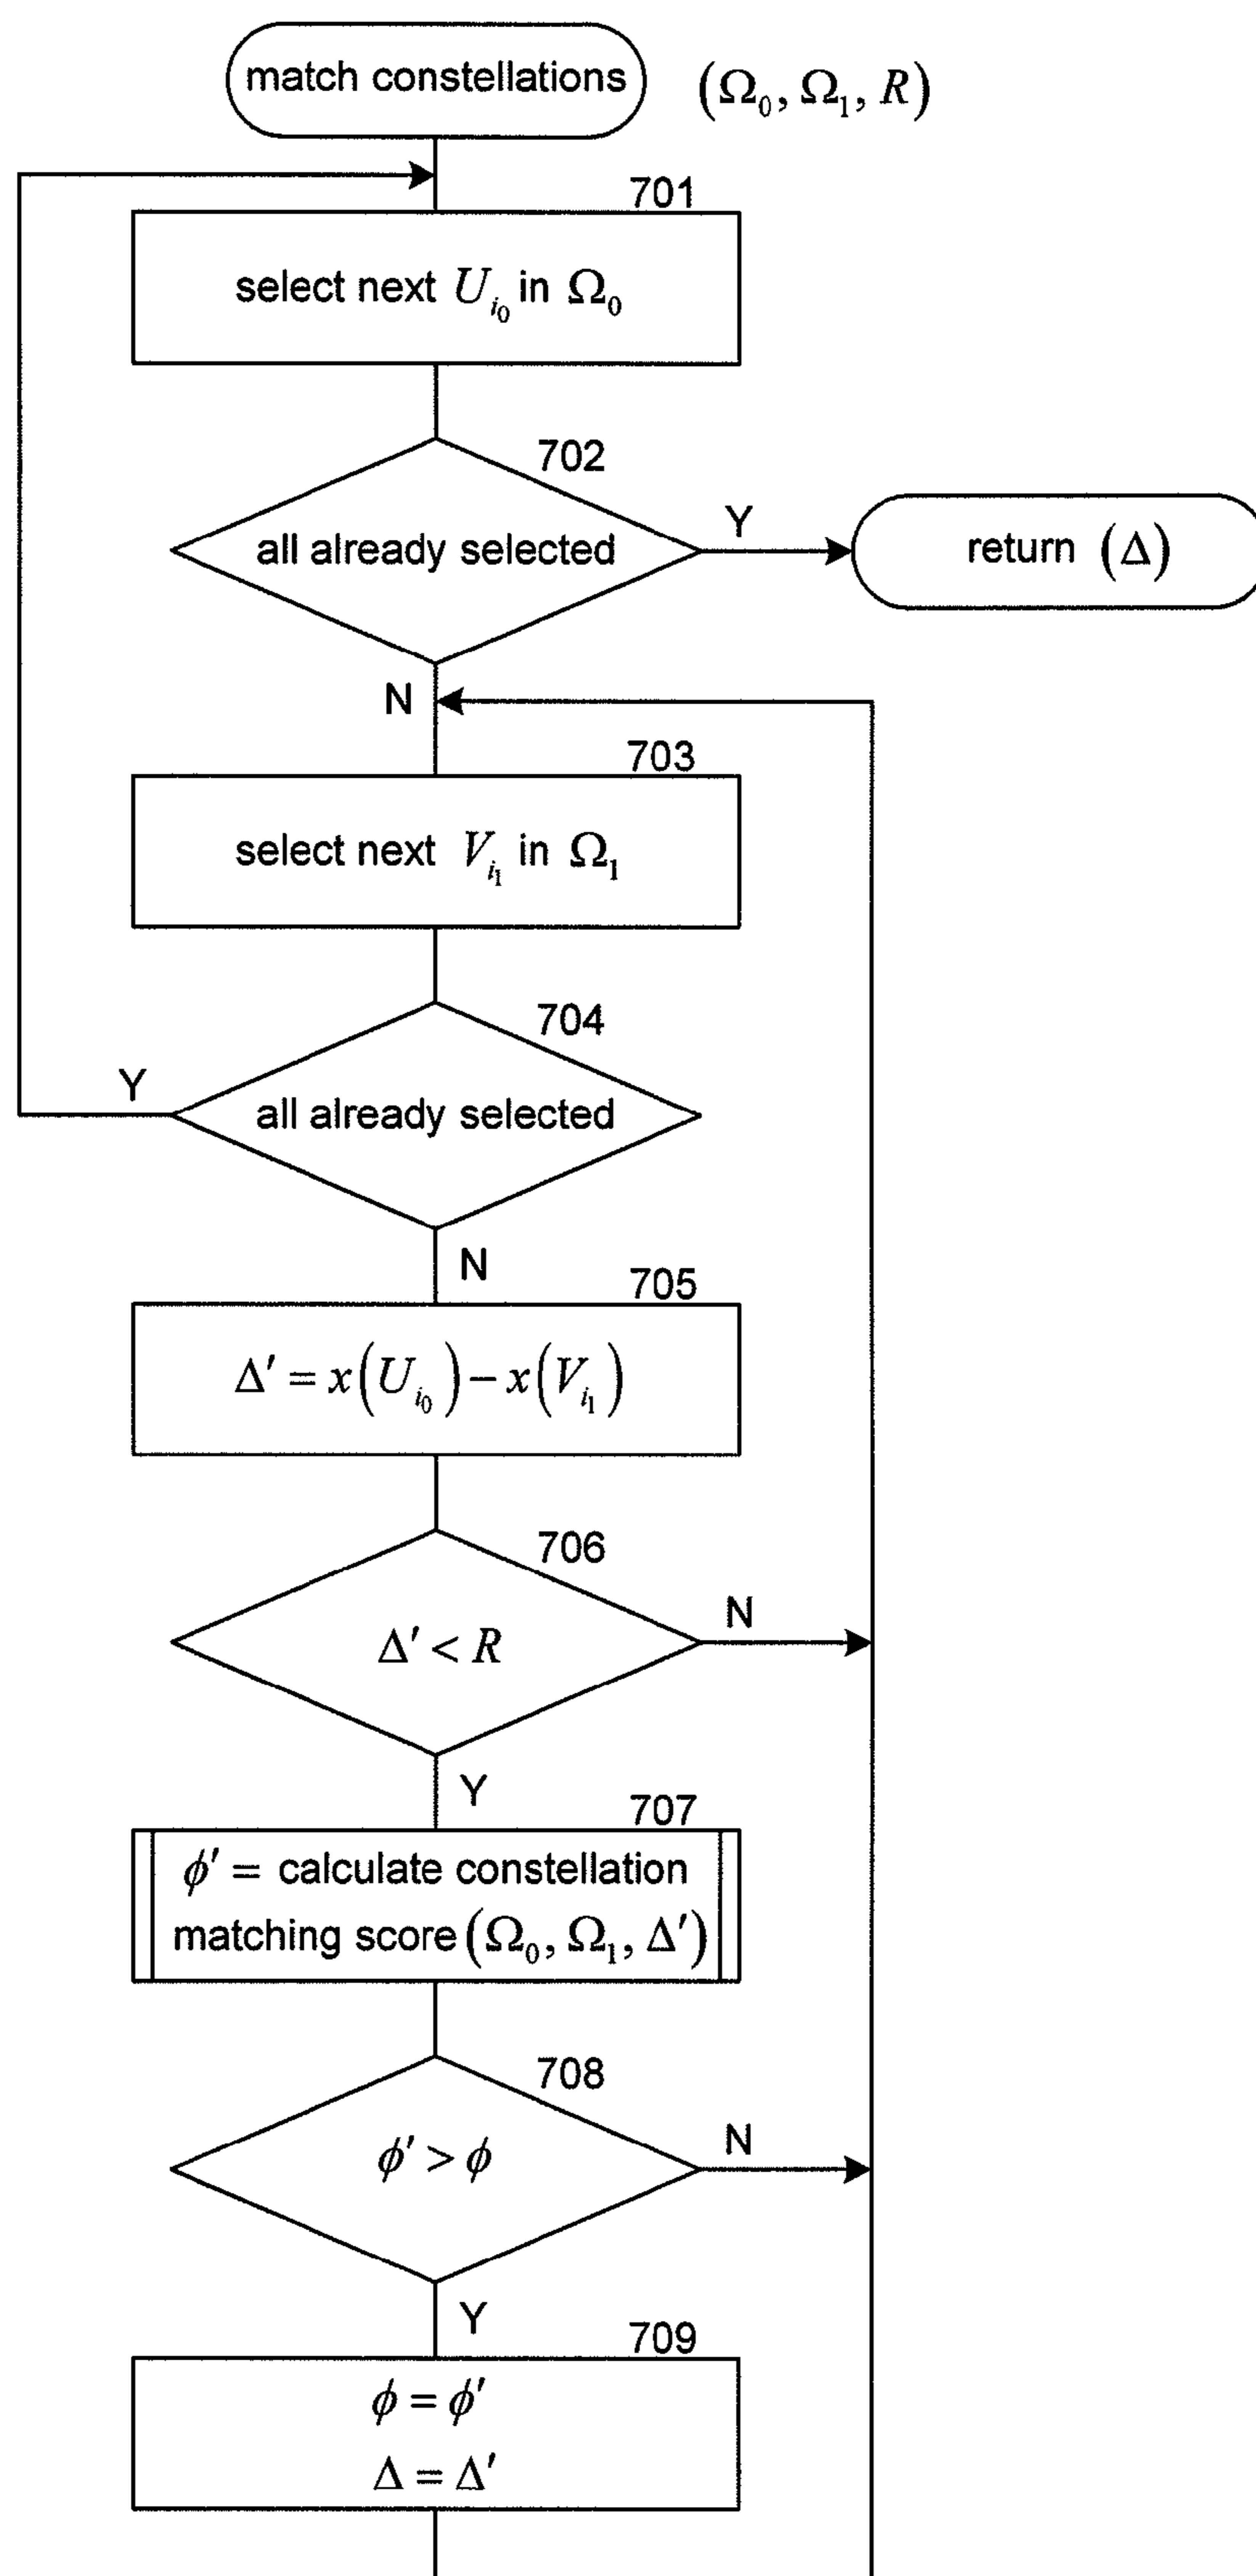 match constellations (Ω₀, Ω₁, R)
701
select next U_{i₀} in Ω₀
702
all already selected
Y
return (Δ)
N
703
select next V_{i₁} in Ω₁
704
Y
all already selected
N
705
Δ′ = x(U_{i₀}) − x(V_{i₁})
706
N
Δ′ < R
Y
707
ϕ′ = calculate constellation
matching score (Ω₀, Ω₁, Δ′)
708
N
ϕ′ > ϕ
Y
709
ϕ = ϕ′
Δ = Δ′